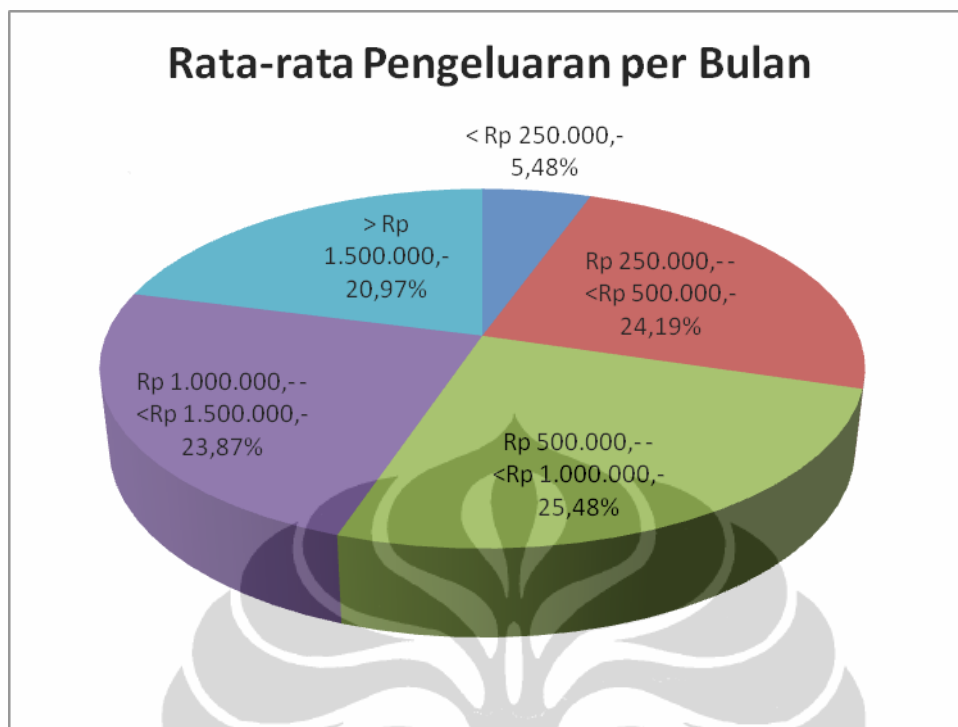 Rata-rata Pengeluaran per Bulan
< Rp 250.000,-
5,48%
Rp 250.000,--
<Rp 500.000,-
24,19%
Rp 500.000,--
<Rp 1.000.000,-
25,48%
Rp 1.000.000,--
<Rp 1.500.000,-
23,87%
> Rp
1.500.000,-
20,97%